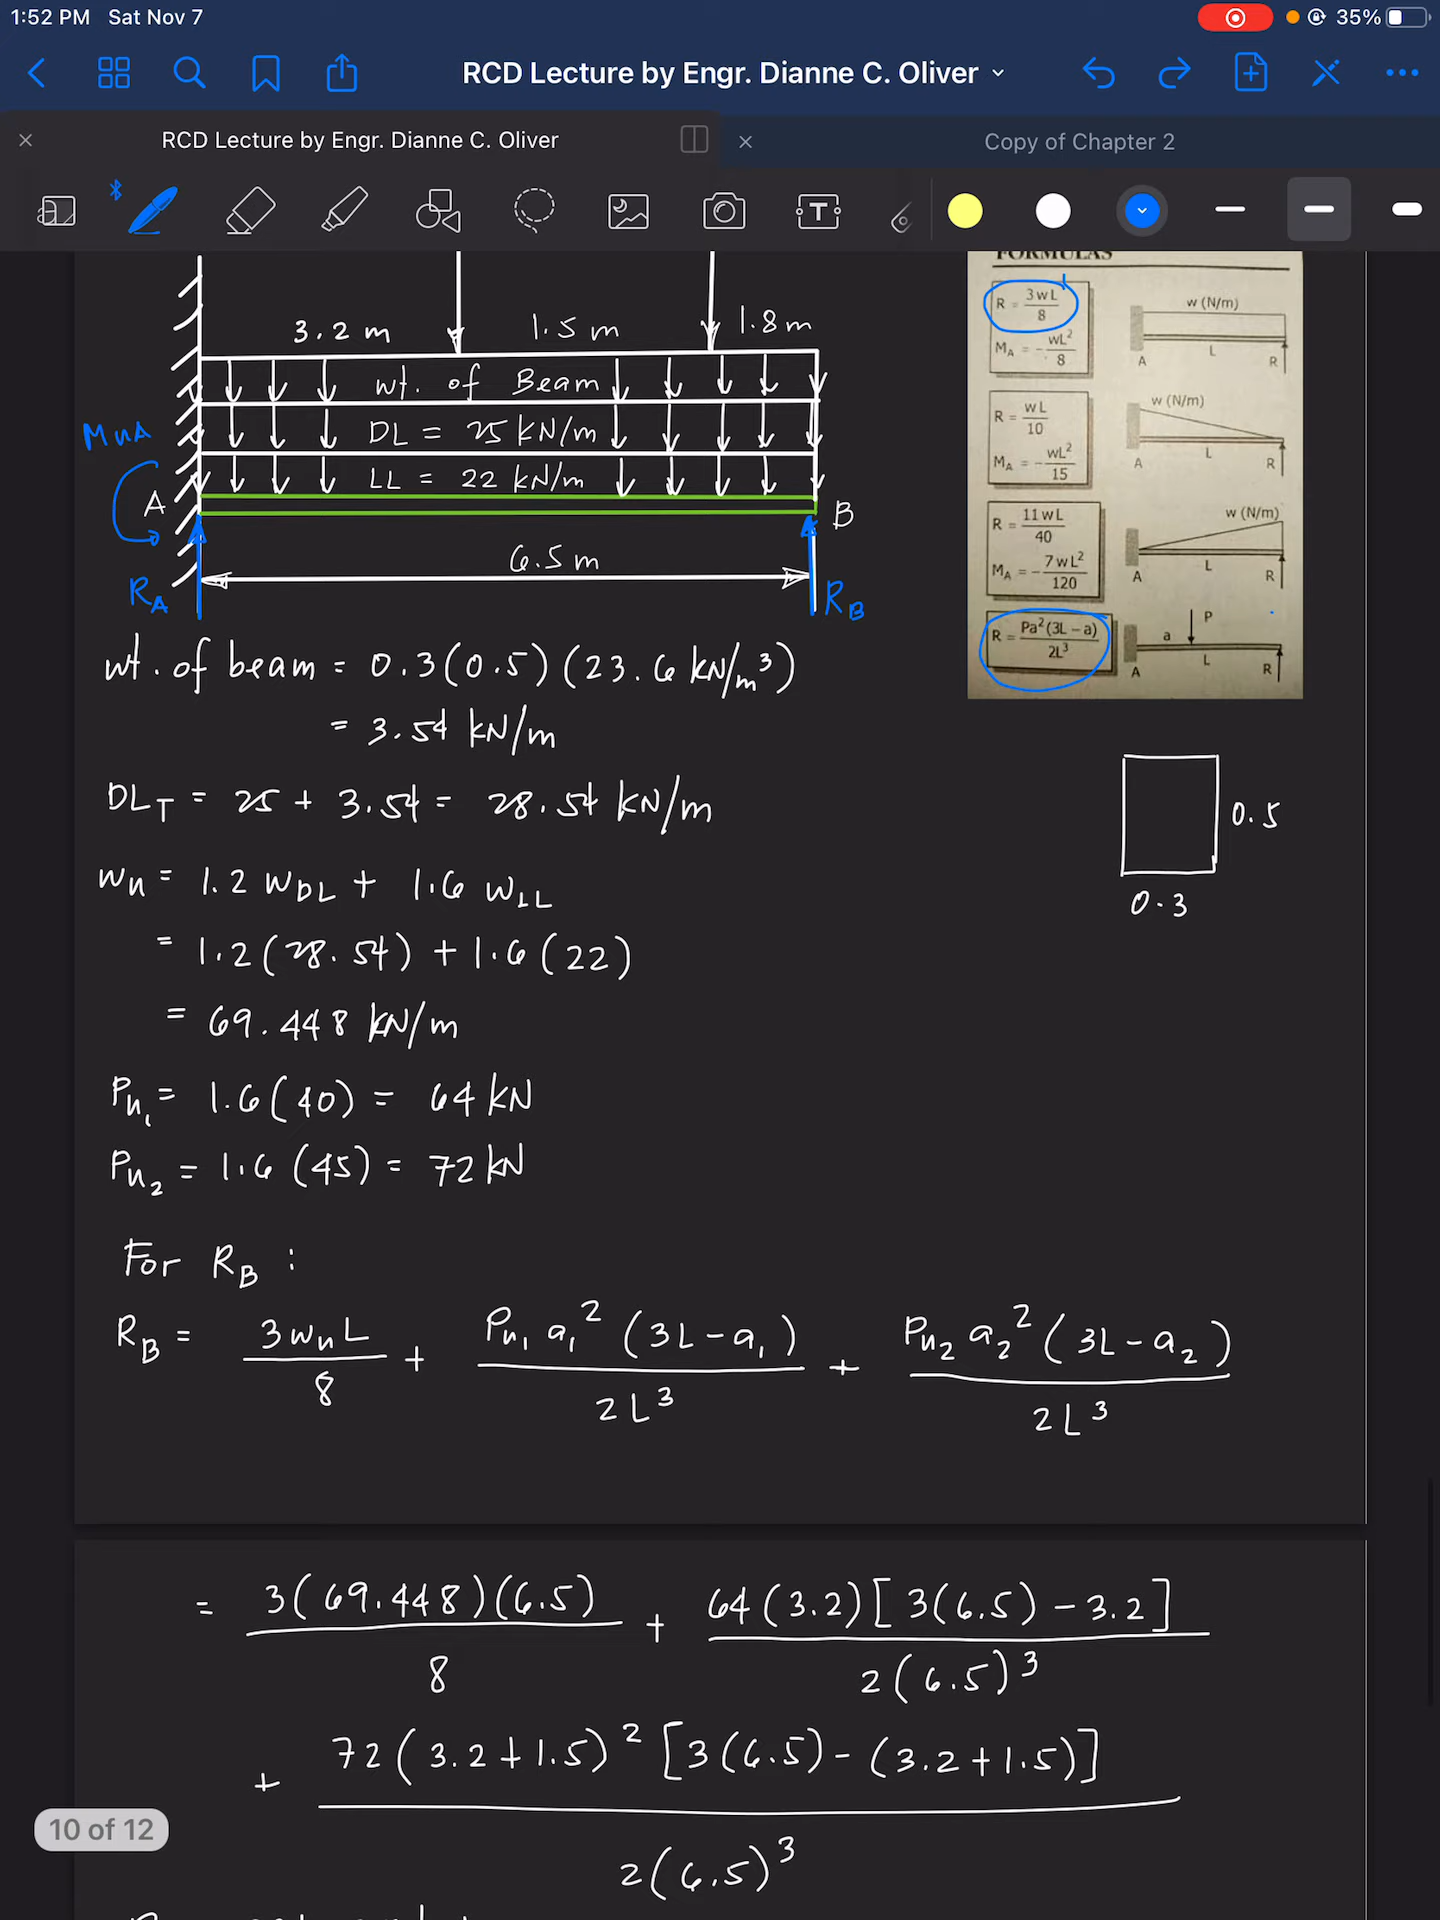 1:52 PM Sat Nov 7
35%
RCD Lecture by Engr. Dianne C. Oliver
RCD Lecture by Engr. Dianne C. Oliver
Copy of Chapter 2
T
FORMULAS
3.2 m 1.5 m 1.8 m
wt. of Beam
DL = 25 kN/m
LL = 22 kN/m
MuA
A
B
6.5 m
RA
RB
R = 3wL / 8
MA = - wL² / 8
w (N/m)
A L R
R = wL / 10
MA = - wL² / 15
w (N/m)
A L R
R = 11wL / 40
MA = - 7wL² / 120
w (N/m)
A L R
R = Pa²(3L - a) / 2L³
P
a
A L R
wt. of beam = 0.3(0.5)(23.6 kN/m³)
= 3.54 kN/m
DLT = 25 + 3.54 = 28.54 kN/m
0.5
0.3
Wu = 1.2 WDL + 1.6 WLL
= 1.2(28.54) + 1.6(22)
= 69.448 kN/m
Pu₁ = 1.6(40) = 64 kN
Pu₂ = 1.6(45) = 72 kN
For RB :
RB = 3WuL / 8 + Pu₁ a₁² (3L - a₁) / 2L³ + Pu₂ a₂² (3L - a₂) / 2L³
= 3(69.448)(6.5) / 8 + 64(3.2)[3(6.5) - 3.2] / 2(6.5)³
+ 72(3.2+1.5)² [3(6.5) - (3.2+1.5)] / 2(6.5)³
10 of 12